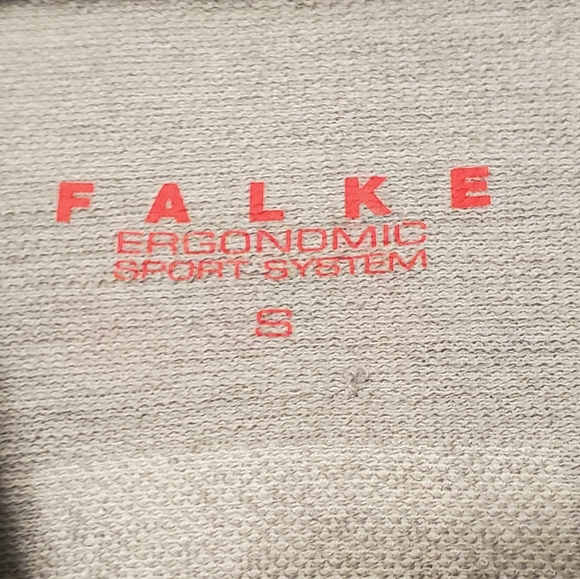 FALKE
ERGONOMIC
SPORT SYSTEM
S